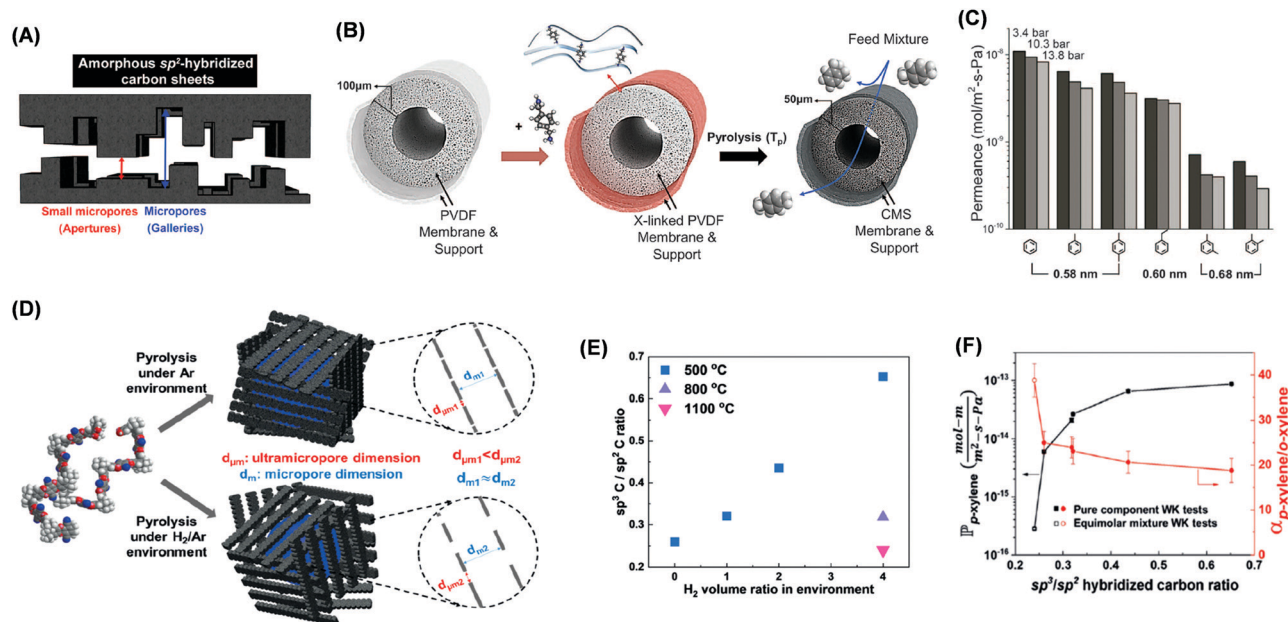 (A)
Amorphous sp²-hybridized
carbon sheets
Small micropores
(Apertures)
Micropores
(Galleries)
(B)
100μm
PVDF
Membrane &
Support
+
X-linked PVDF
Membrane &
Support
Pyrolysis (Tp)
Feed Mixture
50μm
CMS
Membrane &
Support
(C)
Permeance (mol/m²-s-Pa)
10⁻⁸
10⁻⁹
10⁻¹⁰
3.4 bar
10.3 bar
13.8 bar
0.58 nm
0.60 nm
0.68 nm
(D)
Pyrolysis
under Ar
environment
Pyrolysis
under H₂/Ar
environment
dμm: ultramicropore dimension
dm: micropore dimension
dm1
dμm1
dμm1<dμm2
dm1≈dm2
dm2
dμm2
(E)
sp³ C / sp² C ratio
0.7
0.6
0.5
0.4
0.3
0.2
500 °C
800 °C
1100 °C
0 1 2 3 4
H₂ volume ratio in environment
(F)
ℙ p-xylene (mol-m / m²-s-Pa)
10⁻¹³
10⁻¹⁴
10⁻¹⁵
10⁻¹⁶
Pure component WK tests
Equimolar mixture WK tests
40
30
20
10
0
α p-xylene/o-xylene
0.2 0.3 0.4 0.5 0.6 0.7
sp³/sp² hybridized carbon ratio